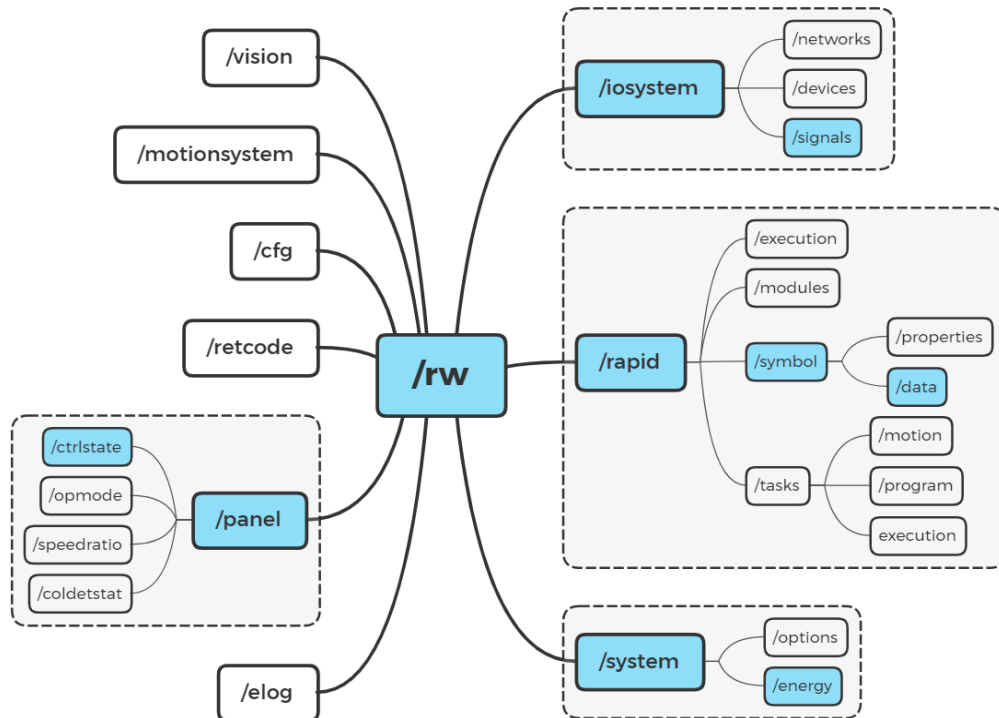 /vision
/motionsystem
/cfg
/retcode
/rw
/ctrlstate
/opmode
/speedratio
/coldetstat
/panel
/elog
/iosystem
/networks
/devices
/signals
/rapid
/execution
/modules
/symbol
/properties
/data
/tasks
/motion
/program
execution
/system
/options
/energy